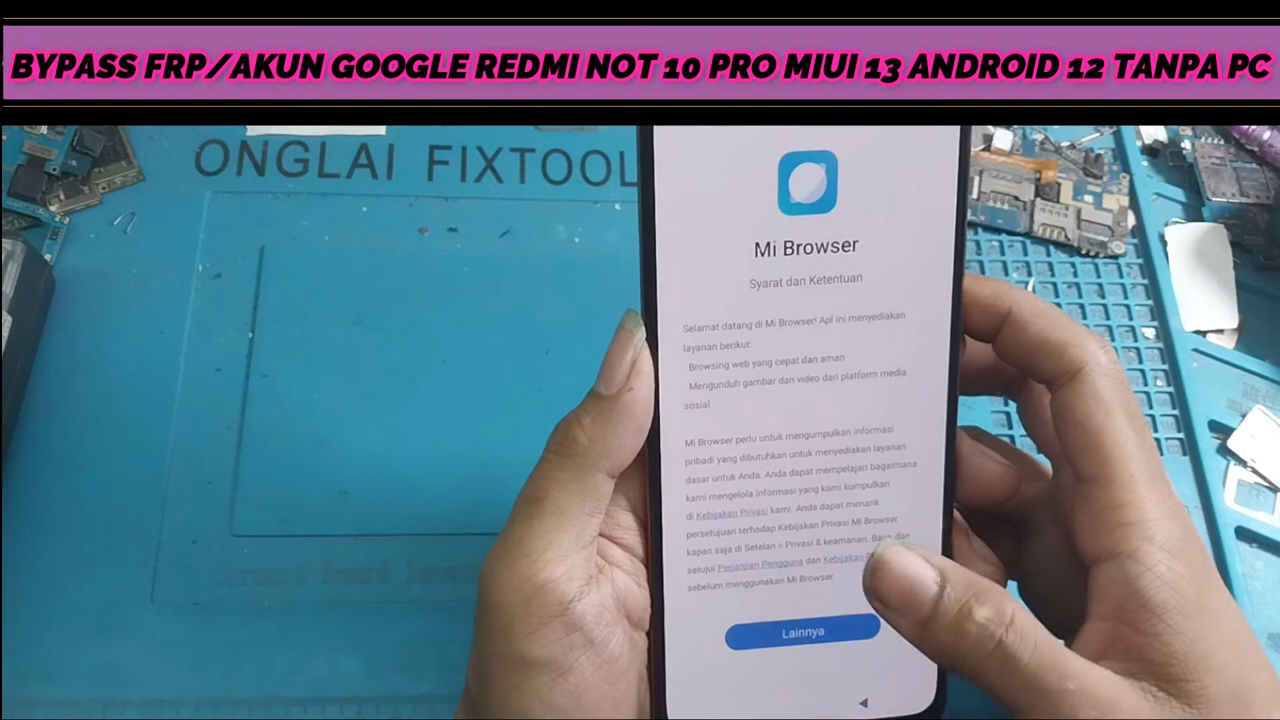 BYPASS FRP/AKUN GOOGLE REDMI NOT 10 PRO MIUI 13 ANDROID 12 TANPA PC
ONGLAI FIXTOOL
Mi Browser
Syarat dan Ketentuan
Selamat datang di Mi Browser! Apl ini menyediakan
layanan berikut:
Browsing web yang cepat dan aman
Mengunduh gambar dan video dari platform media
sosial
Mi Browser perlu untuk mengumpulkan informasi
pribadi yang dibutuhkan untuk menyediakan layanan
dasar untuk Anda. Anda dapat mempelajari bagaimana
kami mengelola informasi yang kami kumpulkan
di Kebijakan Privasi kami. Anda dapat menarik
persetujuan terhadap Kebijakan Privasi Mi Browser
kapan saja di Setelan > Privasi & keamanan. Baca dan
setujui Perjanjian Pengguna dan Kebijakan
sebelum menggunakan Mi Browser.
Lainnya